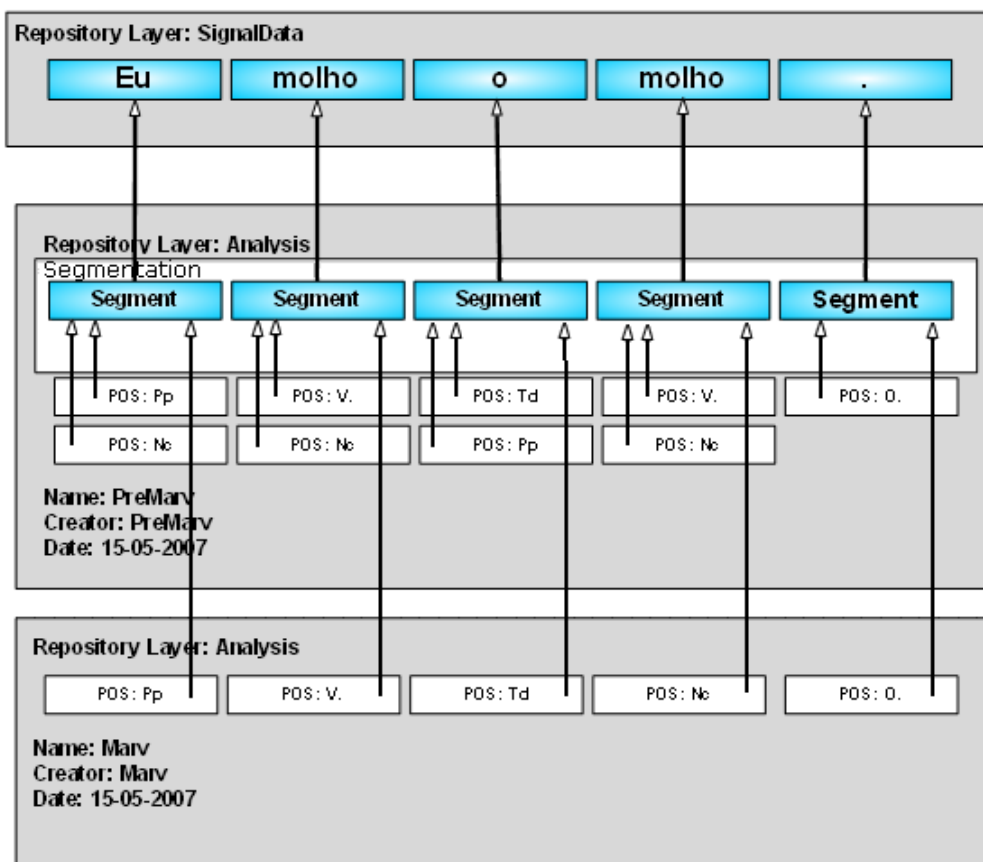 Repository Layer: SignalData
Eu molho o molho .
Repository Layer: Analysis
Segmentation
Segment Segment Segment Segment Segment
POS: Pp POS: V. POS: Td POS: V. POS: O.
POS: Nc POS: Nc POS: Pp POS: Nc
Name: PreMarv
Creator: PreMarv
Date: 15-05-2007
Repository Layer: Analysis
POS: Pp POS: V. POS: Td POS: Nc POS: O.
Name: Marv
Creator: Marv
Date: 15-05-2007